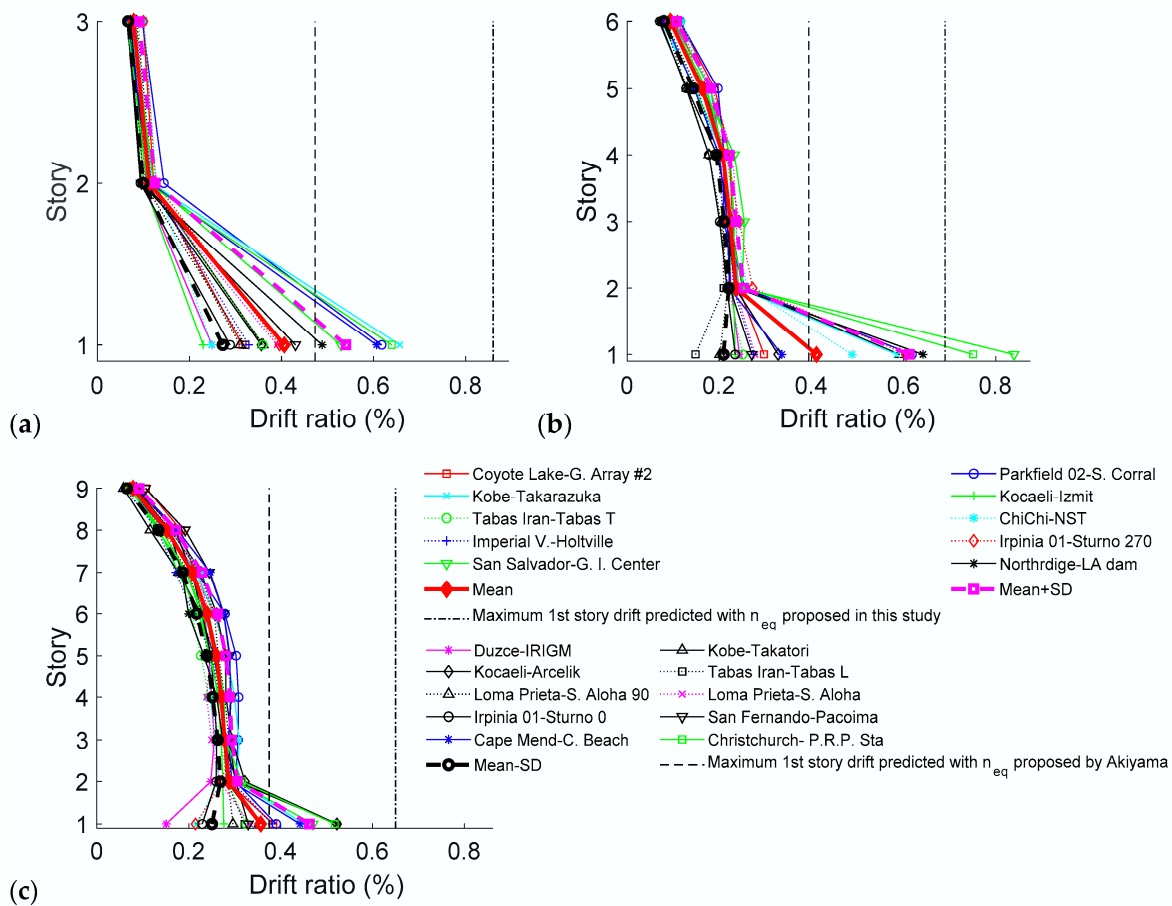 3
2
1
Story
0
0.2
0.4
0.6
0.8
Drift ratio (%)
(a)
6
5
4
3
2
1
Story
0
0.2
0.4
0.6
0.8
Drift ratio (%)
(b)
9
8
7
6
5
4
3
2
1
Story
0
0.2
0.4
0.6
0.8
Drift ratio (%)
(c)
Coyote Lake-G. Array #2
Kobe-Takarazuka
Tabas Iran-Tabas T
Imperial V.-Holtville
San Salvador-G. I. Center
Mean
Parkfield 02-S. Corral
Kocaeli-Izmit
ChiChi-NST
Irpinia 01-Sturno 270
Northrdige-LA dam
Mean+SD
Maximum 1st story drift predicted with n eq proposed in this study
Duzce-IRIGM
Kocaeli-Arcelik
Loma Prieta-S. Aloha 90
Irpinia 01-Sturno 0
Cape Mend-C. Beach
Mean-SD
Kobe-Takatori
Tabas Iran-Tabas L
Loma Prieta-S. Aloha
San Fernando-Pacoima
Christchurch- P.R.P. Sta
Maximum 1st story drift predicted with n eq proposed by Akiyama